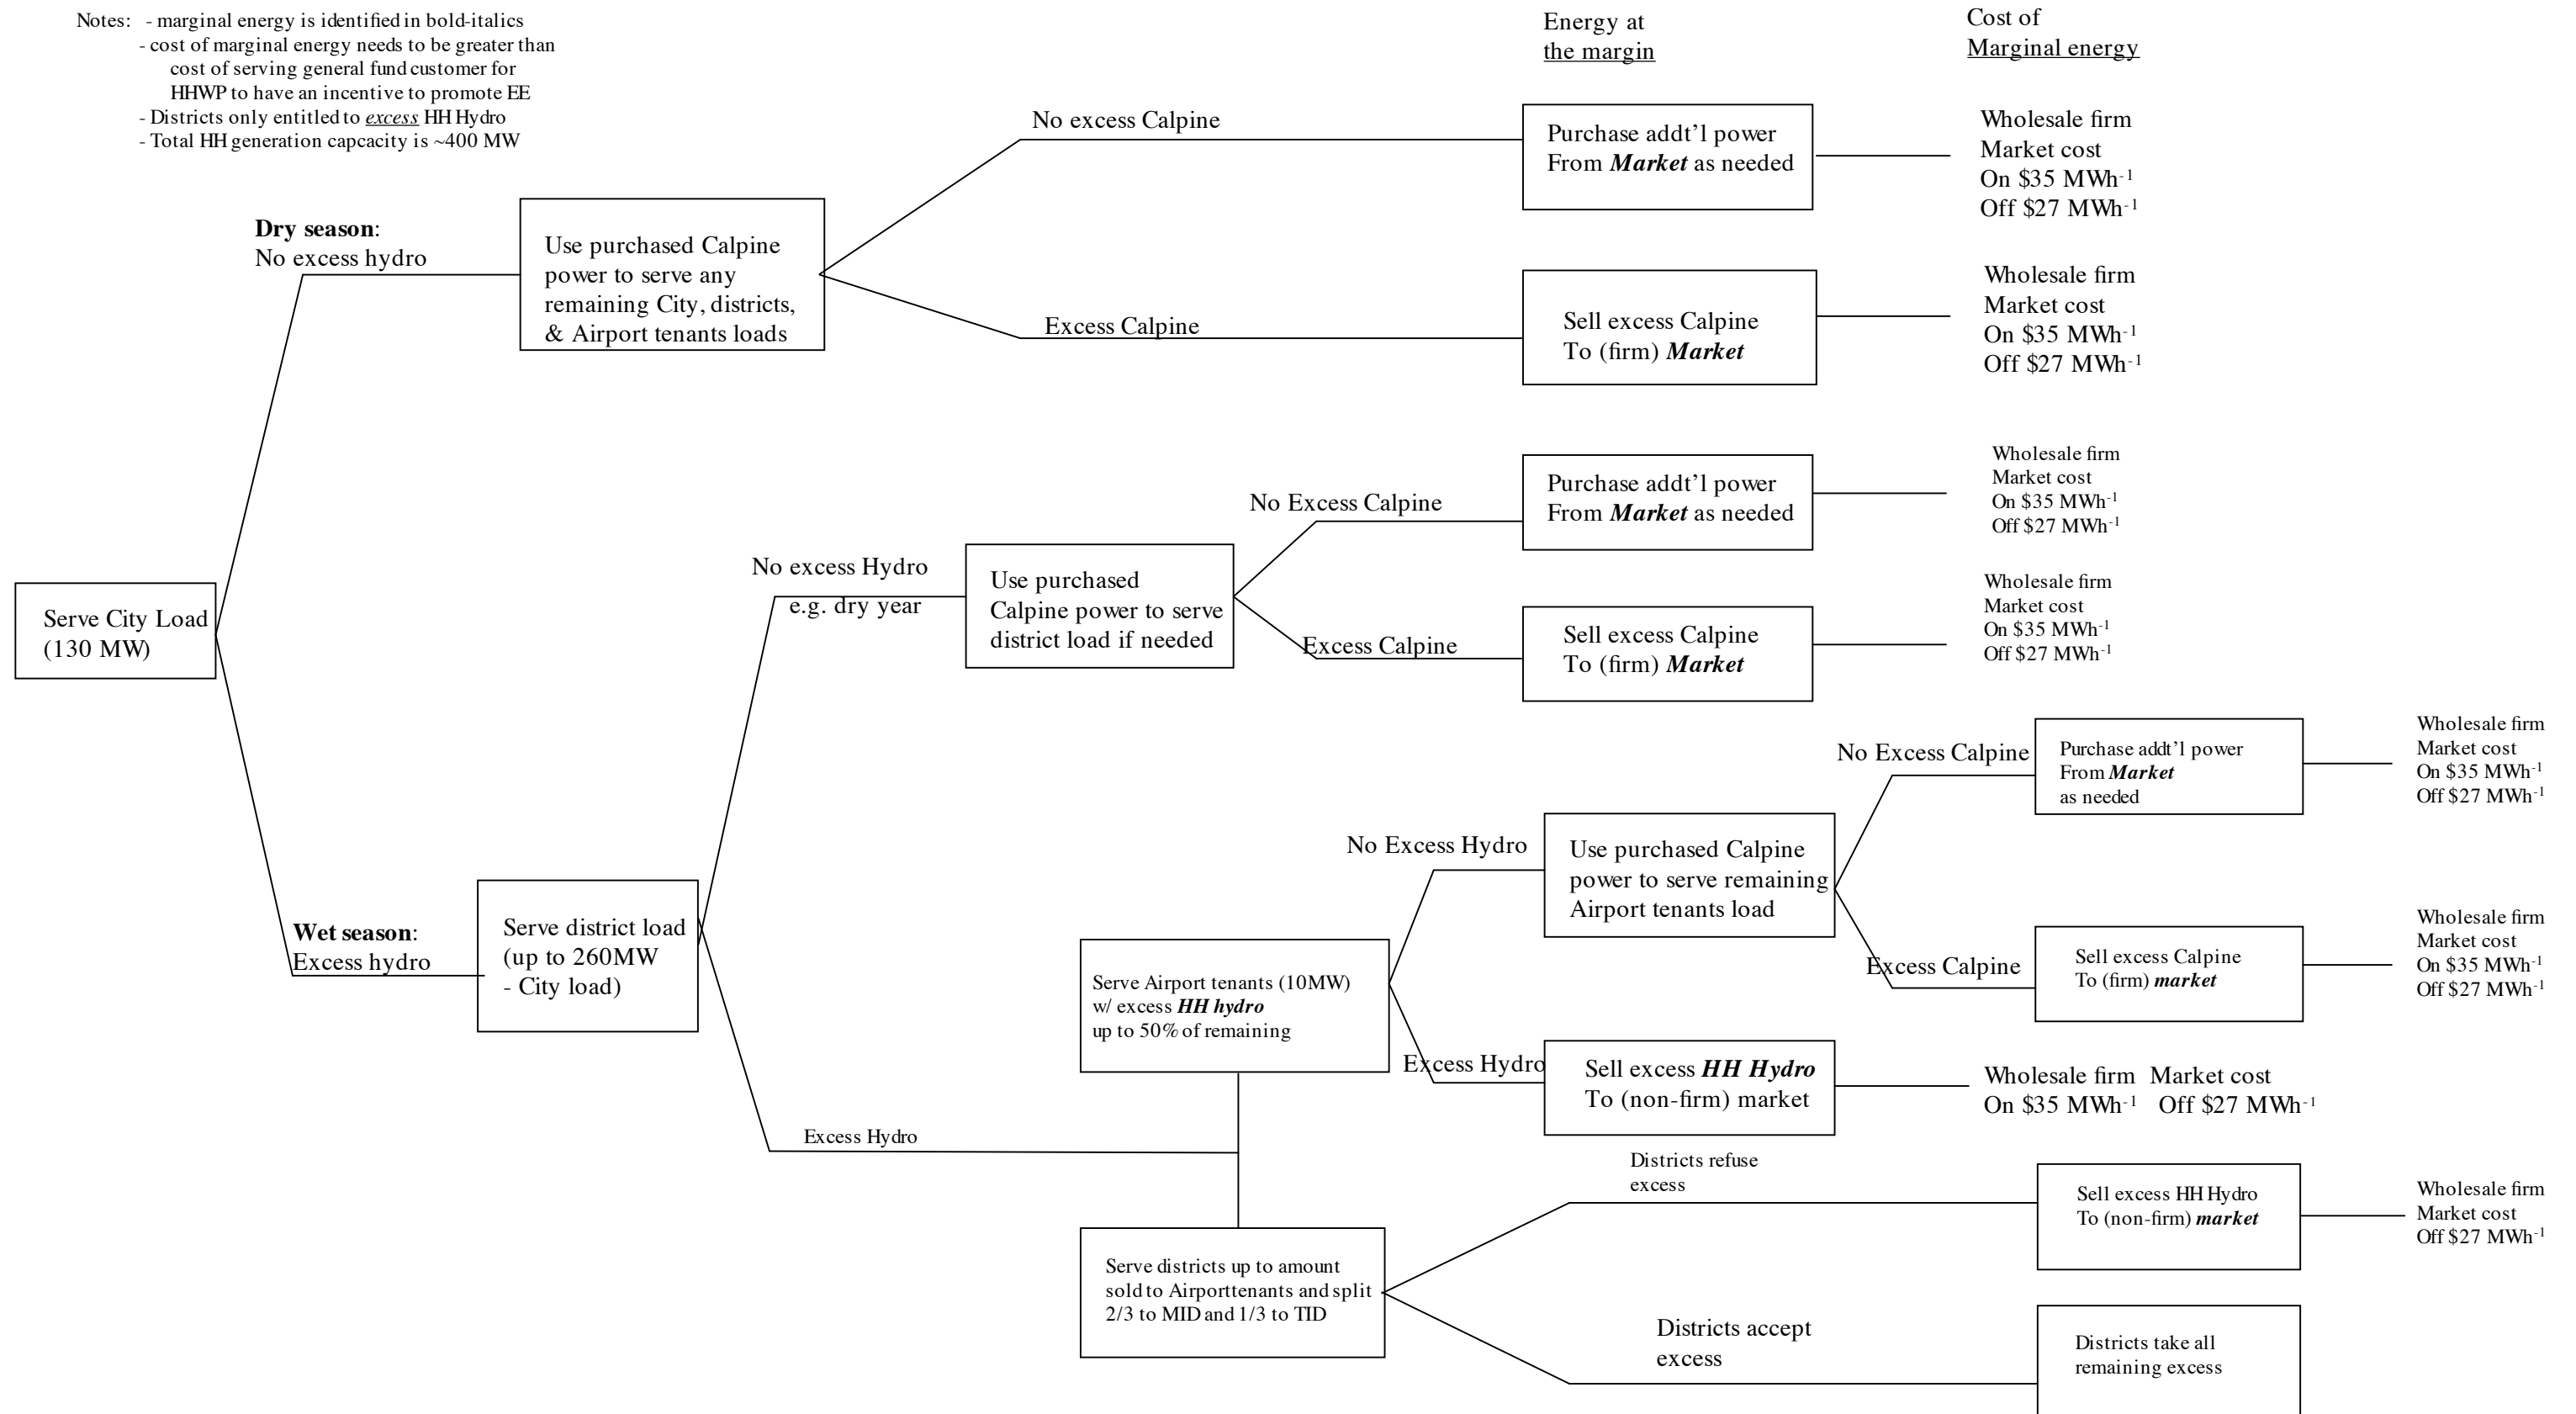 Notes: - marginal energy is identified in bold-italics
- cost of marginal energy needs to be greater than
cost of serving general fund customer for
HHWP to have an incentive to promote EE
- Districts only entitled to excess HH Hydro
- Total HH generation capcacity is ~400 MW
Energy at
the margin
Cost of
Marginal energy
No excess Calpine
Purchase addt’l power
From Market as needed
Wholesale firm
Market cost
On $35 MWh-1
Off $27 MWh-1
Dry season:
No excess hydro
Use purchased Calpine
power to serve any
remaining City, districts,
& Airport tenants loads
Excess Calpine
Sell excess Calpine
To (firm) Market
Wholesale firm
Market cost
On $35 MWh-1
Off $27 MWh-1
No Excess Calpine
Purchase addt’l power
From Market as needed
Wholesale firm
Market cost
On $35 MWh-1
Off $27 MWh-1
No excess Hydro
e.g. dry year
Use purchased
Calpine power to serve
district load if needed
Excess Calpine
Sell excess Calpine
To (firm) Market
Wholesale firm
Market cost
On $35 MWh-1
Off $27 MWh-1
Serve City Load
(130 MW)
No Excess Calpine
Purchase addt’l power
From Market
as needed
Wholesale firm
Market cost
On $35 MWh-1
Off $27 MWh-1
No Excess Hydro
Use purchased Calpine
power to serve remaining
Airport tenants load
Wet season:
Excess hydro
Serve district load
(up to 260MW
- City load)
Excess Calpine
Sell excess Calpine
To (firm) market
Wholesale firm
Market cost
On $35 MWh-1
Off $27 MWh-1
Serve Airport tenants (10MW)
w/ excess HH hydro
up to 50% of remaining
Excess Hydro
Sell excess HH Hydro
To (non-firm) market
Wholesale firm Market cost
On $35 MWh-1 Off $27 MWh-1
Excess Hydro
Districts refuse
excess
Sell excess HH Hydro
To (non-firm) market
Wholesale firm
Market cost
Off $27 MWh-1
Serve districts up to amount
sold to Airporttenants and split
2/3 to MID and 1/3 to TID
Districts accept
excess
Districts take all
remaining excess